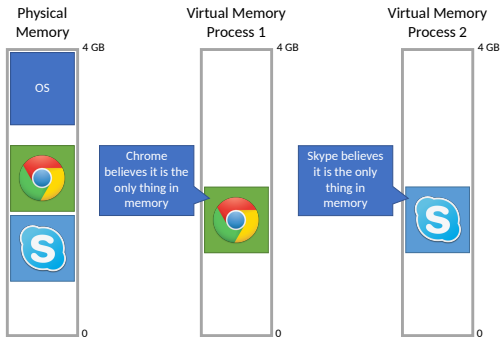 Physical
Memory
4 GB
OS
0
Virtual Memory
Process 1
4 GB
Chrome
believes it is the
only thing in
memory
0
Virtual Memory
Process 2
4 GB
Skype believes
it is the only
thing in
memory
S
0